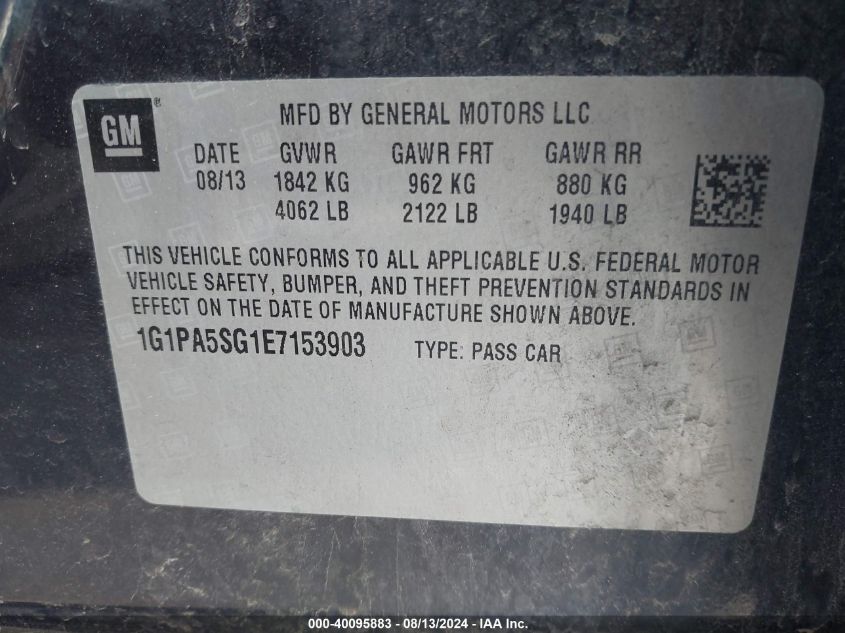 GM ®
MFD BY GENERAL MOTORS LLC
DATE GVWR GAWR FRT GAWR RR
08/13 1842 KG 962 KG 880 KG
4062 LB 2122 LB 1940 LB
THIS VEHICLE CONFORMS TO ALL APPLICABLE U.S. FEDERAL MOTOR
VEHICLE SAFETY, BUMPER, AND THEFT PREVENTION STANDARDS IN
EFFECT ON THE DATE OF MANUFACTURE SHOWN ABOVE.
1G1PA5SG1E7153903 TYPE: PASS CAR
000-40095883 - 08/13/2024 - IAA Inc.